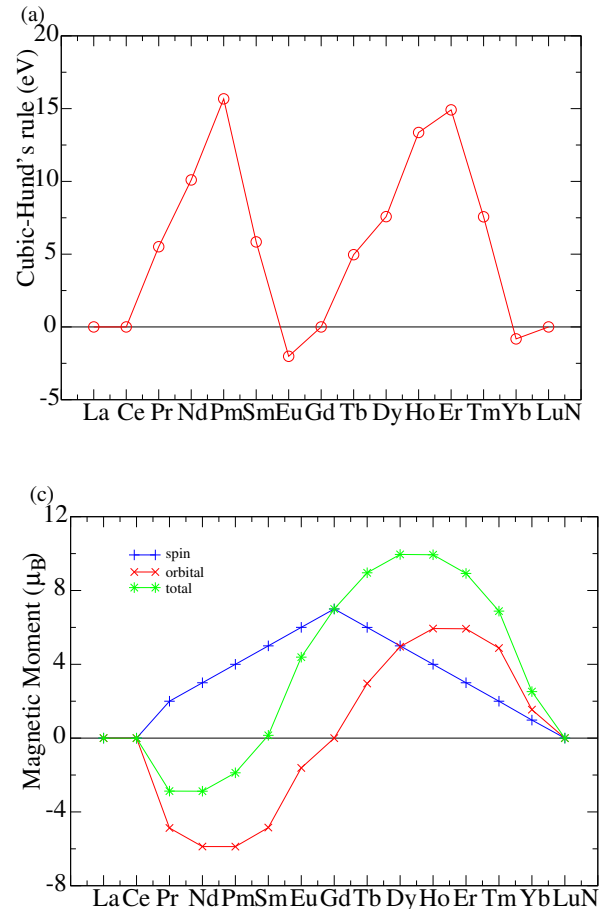 (a)
20
15
10
5
0
-5
Cubic-Hund's rule (eV)
La Ce Pr Nd Pm Sm Eu Gd Tb Dy Ho Er Tm Yb LuN
(c)
12
8
4
0
-4
-8
Magnetic Moment (μB)
spin
orbital
total
La Ce Pr Nd Pm Sm Eu Gd Tb Dy Ho Er Tm Yb LuN